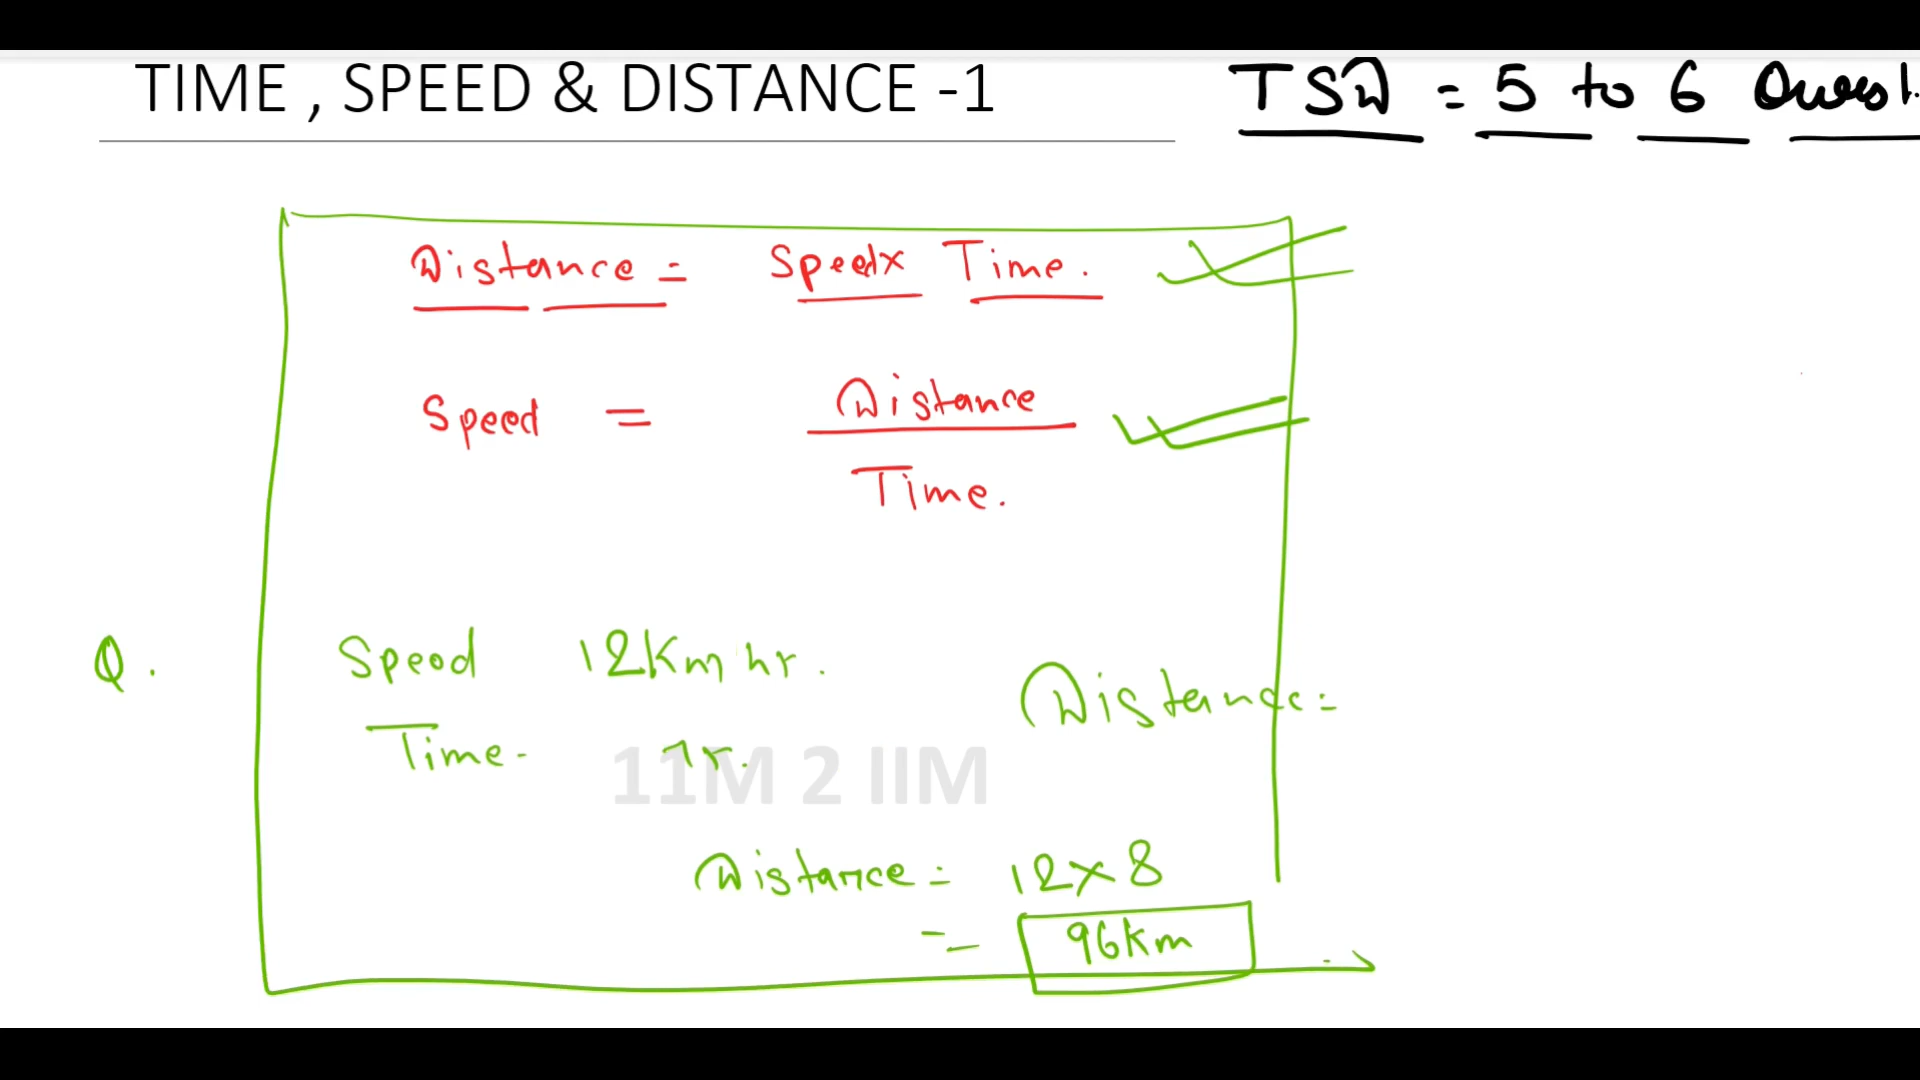 TIME , SPEED & DISTANCE -1
TSD = 5 to 6 Quest.
Distance = Speed x Time.
Speed = Distance
Time.
Q. Speed 12Km hr. Distance =
Time -
11M 2 IIM
Distance = 12 x 8
= 96km